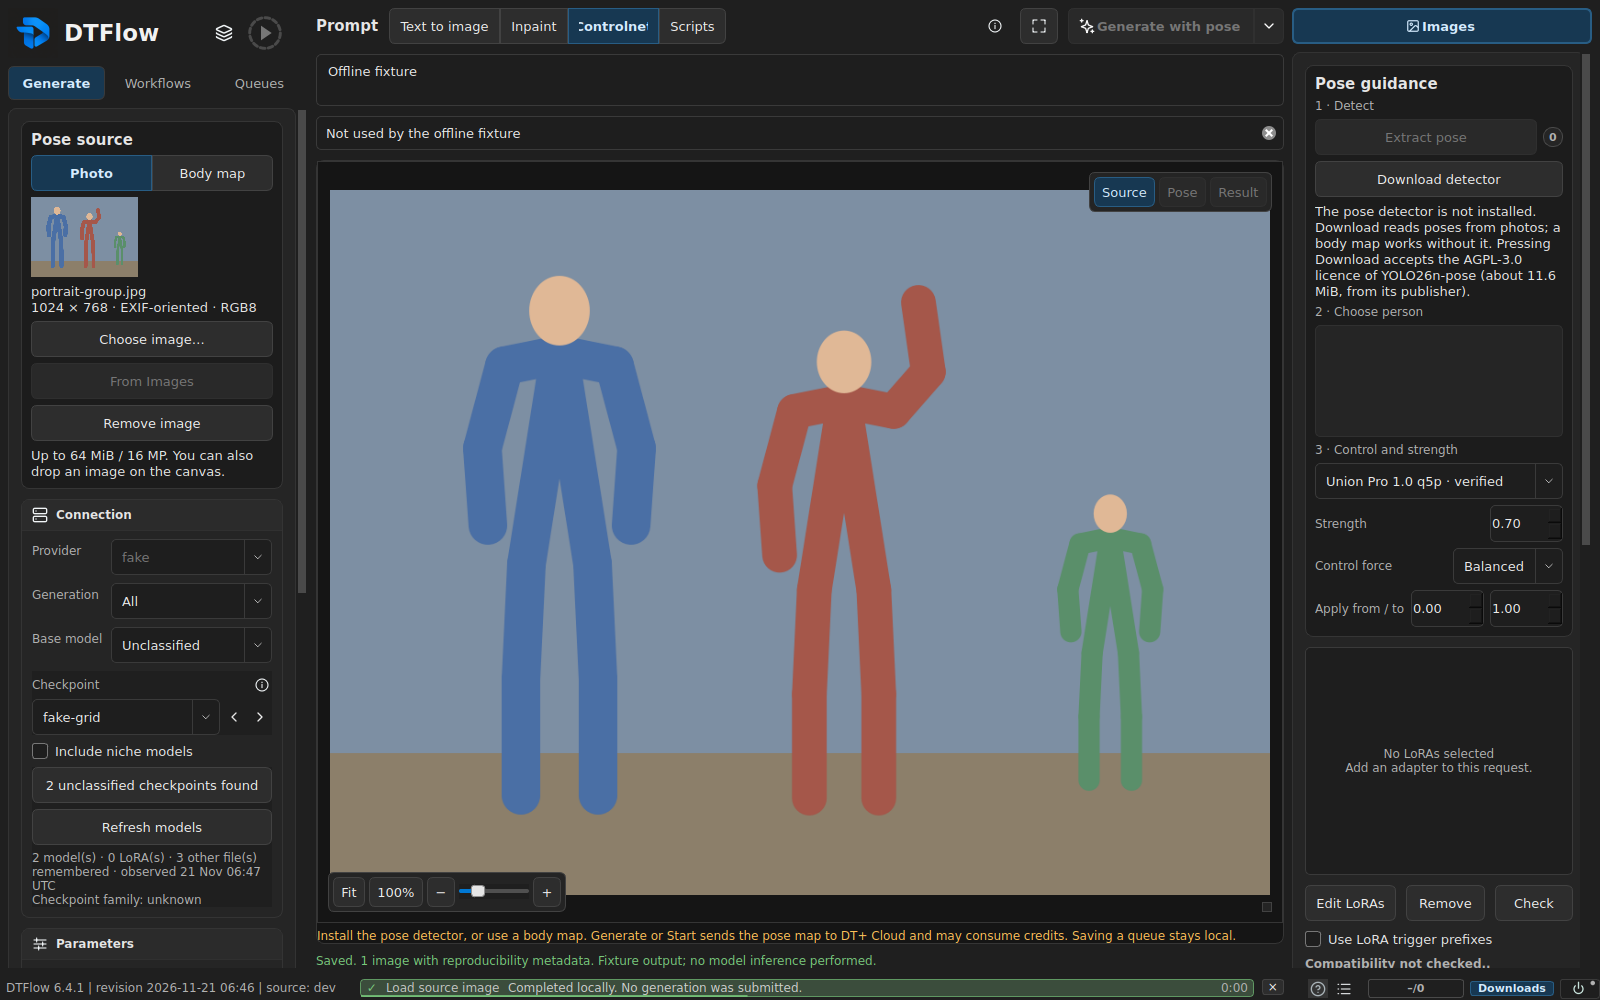 DTFlow
Generate
Workflows
Queues
Pose source
Photo
Body map
portrait-group.jpg
1024 × 768 · EXIF-oriented · RGB8
Choose image…
From Images
Remove image
Up to 64 MiB / 16 MP. You can also
drop an image on the canvas.
Connection
Provider
fake
Generation
All
Base model
Unclassified
Checkpoint
fake-grid
Include niche models
2 unclassified checkpoints found
Refresh models
2 model(s) · 0 LoRA(s) · 3 other file(s)
remembered · observed 21 Nov 06:47
UTC
Checkpoint family: unknown
Parameters
Prompt
Text to image
Inpaint
Controlnet
Scripts
Generate with pose
Offline fixture
Not used by the offline fixture
Source
Pose
Result
Fit
100%
−
+
Install the pose detector, or use a body map. Generate or Start sends the pose map to DT+ Cloud and may consume credits. Saving a queue stays local.
Saved. 1 image with reproducibility metadata. Fixture output; no model inference performed.
Images
Pose guidance
1 · Detect
Extract pose
0
Download detector
The pose detector is not installed.
Download reads poses from photos; a
body map works without it. Pressing
Download accepts the AGPL-3.0
licence of YOLO26n-pose (about 11.6
MiB, from its publisher).
2 · Choose person
3 · Control and strength
Union Pro 1.0 q5p · verified
Strength
0.70
Control force
Balanced
Apply from / to
0.00
1.00
No LoRAs selected
Add an adapter to this request.
Edit LoRAs
Remove
Check
Use LoRA trigger prefixes
Compatibility not checked..
DTFlow 6.4.1 | revision 2026-11-21 06:46 | source: dev
✓ Load source image Completed locally. No generation was submitted.
0:00
–/0
Downloads